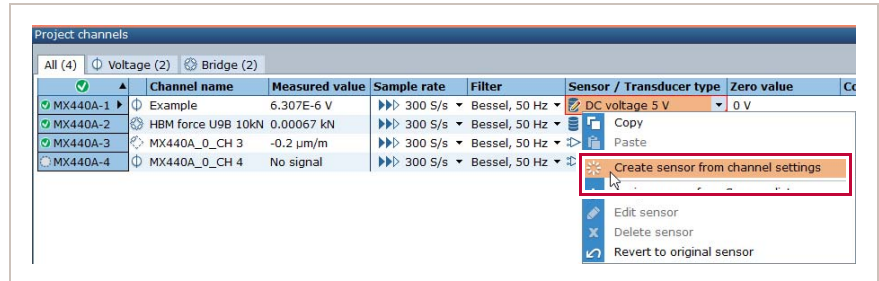 Project channels
All (4) Voltage (2) Bridge (2)
Channel name Measured value Sample rate Filter Sensor / Transducer type Zero value Co
MX440A-1 Example 6.307E-6 V 300 S/s Bessel, 50 Hz DC voltage 5 V 0 V
MX440A-2 HBM force U9B 10kN 0.00067 kN 300 S/s Bessel, 50 Hz
MX440A-3 MX440A_0_CH 3 -0.2 µm/m 300 S/s Bessel, 50 Hz
MX440A-4 MX440A_0_CH 4 No signal 300 S/s Bessel, 50 Hz
Copy
Paste
Create sensor from channel settings
Edit sensor
Delete sensor
Revert to original sensor